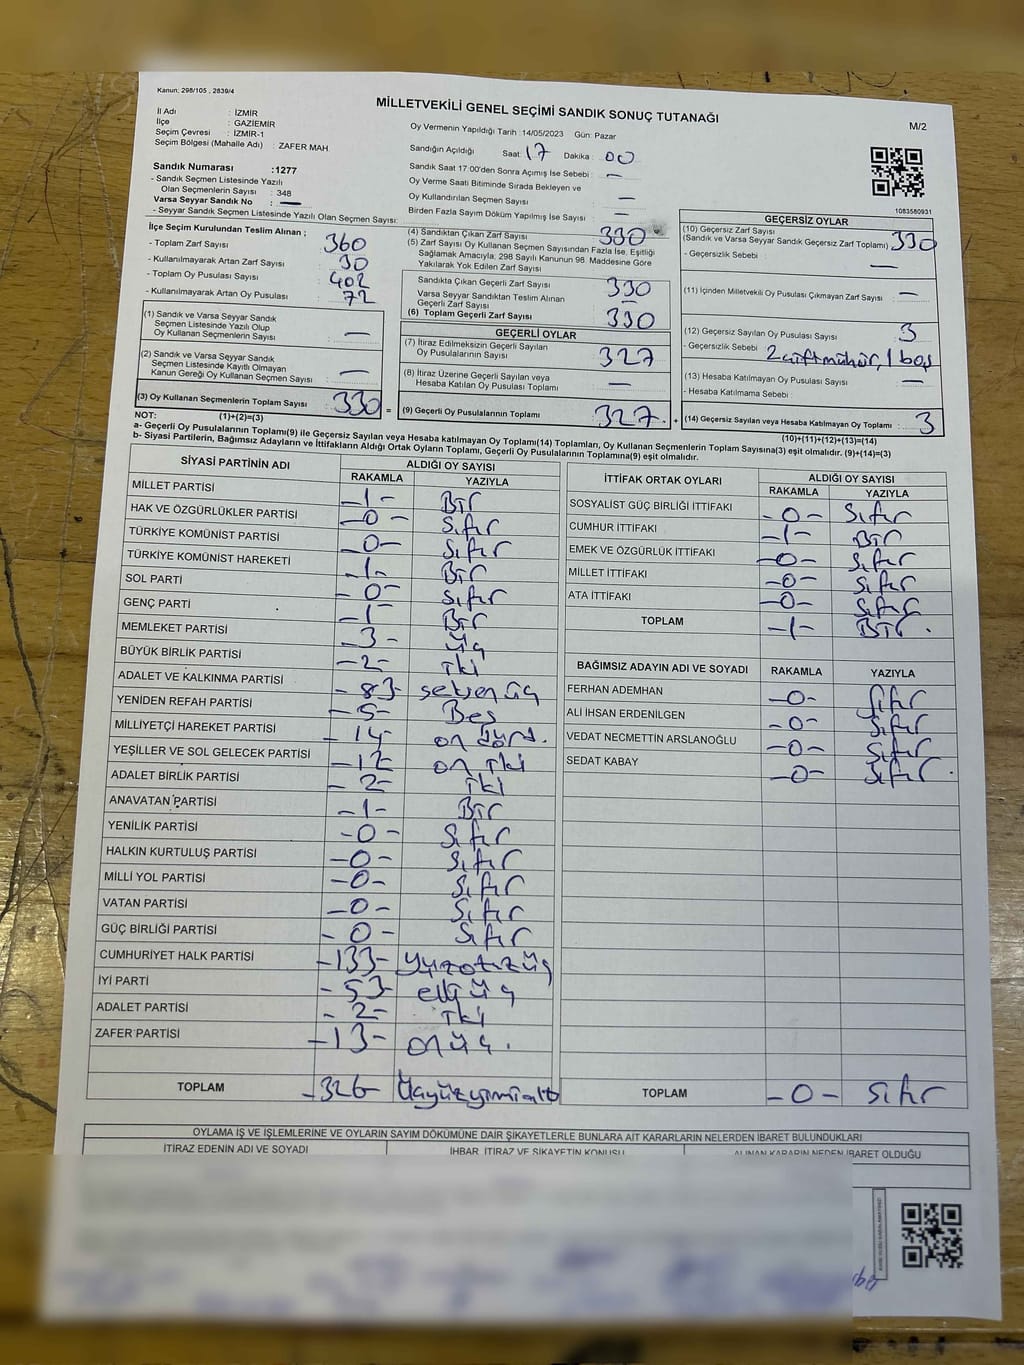 Kanun: 298/105 , 2839/4
MİLLETVEKİLİ GENEL SEÇİMİ SANDIK SONUÇ TUTANAĞI
M/2
İl Adı : İZMİR
İlçe : GAZİEMİR
Seçim Çevresi : İZMİR-1
Seçim Bölgesi (Mahalle Adı) : ZAFER MAH.
Oy Vermenin Yapıldığı Tarih :14/05/2023 Gün: Pazar
Sandığın Açıldığı Saat: 17 Dakika : 00
Sandık Saat 17:00'den Sonra Açımış İse Sebebi : —
Oy Verme Saati Bitiminde Sırada Bekleyen ve
Oy Kullandırılan Seçmen Sayısı : —
Birden Fazla Sayım Döküm Yapılmış İse Sayısı : —
1083580931
Sandık Numarası :1277
- Sandık Seçmen Listesinde Yazılı
Olan Seçmenlerin Sayısı : 348
Varsa Seyyar Sandık No : —
- Seyyar Sandık Seçmen Listesinde Yazılı Olan Seçmen Sayısı:
İlçe Seçim Kurulundan Teslim Alınan ;
- Toplam Zarf Sayısı : 360
- Kullanılmayarak Artan Zarf Sayısı : 30
- Toplam Oy Pusulası Sayısı : 402
- Kullanılmayarak Artan Oy Pusulası : 72
(1) Sandık ve Varsa Seyyar Sandık
Seçmen Listesinde Yazılı Olup
Oy Kullanan Seçmenlerin Sayısı : —
(2) Sandık ve Varsa Seyyar Sandık
Seçmen Listesinde Kayıtlı Olmayan
Kanun Gereği Oy Kullanan Seçmen Sayısı : —
(3) Oy Kullanan Seçmenlerin Toplam Sayısı : 330 =
(4) Sandıktan Çıkan Zarf Sayısı : 330
(5) Zarf Sayısı Oy Kullanan Seçmen Sayısından Fazla İse, Eşitliği
Sağlamak Amacıyla; 298 Sayılı Kanunun 98. Maddesine Göre
Yakılarak Yok Edilen Zarf Sayısı :
Sandıkta Çıkan Geçerli Zarf Sayısı : 330
Varsa Seyyar Sandıktan Teslim Alınan
Geçerli Zarf Sayısı : —
(6) Toplam Geçerli Zarf Sayısı : 330
GEÇERLİ OYLAR
(7) İtiraz Edilmeksizin Geçerli Sayılan
Oy Pusulalarının Sayısı : 327
(8) İtiraz Üzerine Geçerli Sayılan veya
Hesaba Katılan Oy Pusulası Toplamı : —
(9) Geçerli Oy Pusulalarının Toplamı : 327 +
GEÇERSİZ OYLAR
(10) Geçersiz Zarf Sayısı
(Sandık ve Varsa Seyyar Sandık Geçersiz Zarf Toplamı) : 330
- Geçersizlik Sebebi : —
(11) İçinden Milletvekili Oy Pusulası Çıkmayan Zarf Sayısı : —
(12) Geçersiz Sayılan Oy Pusulası Sayısı : 3
- Geçersizlik Sebebi : 2 çift mühür, 1 boş
(13) Hesaba Katılmayan Oy Pusulası Sayısı : —
- Hesaba Katılmama Sebebi :
(14) Geçersiz Sayılan veya Hesaba Katılmayan Oy Toplamı : 3
NOT: (1)+(2)=(3)
(10)+(11)+(12)+(13)=(14)
a- Geçerli Oy Pusulalarının Toplamı(9) ile Geçersiz Sayılan veya Hesaba Katılmayan Oy Toplamı(14) Toplamları, Oy Kullanan Seçmenlerin Toplam Sayısına(3) eşit olmalıdır. (9)+(14)=(3)
b- Siyasi Partilerin, Bağımsız Adayların ve İttifakların Aldığı Ortak Oyların Toplamı, Geçerli Oy Pusulalarının Toplamına(9) eşit olmalıdır.
SİYASİ PARTİNİN ADI ALDIĞI OY SAYISI
RAKAMLA YAZIYLA
MİLLET PARTİSİ -1- Bir
HAK VE ÖZGÜRLÜKLER PARTİSİ -0- Sıfır
TÜRKİYE KOMÜNİST PARTİSİ -0- Sıfır
TÜRKİYE KOMÜNİST HAREKETİ -1- Bir
SOL PARTİ -0- Sıfır
GENÇ PARTİ -1- Bir
MEMLEKET PARTİSİ -3- Üç
BÜYÜK BİRLİK PARTİSİ -2- İki
ADALET VE KALKINMA PARTİSİ -83- seksen üç
YENİDEN REFAH PARTİSİ -5- Beş
MİLLİYETÇİ HAREKET PARTİSİ -14- on dört.
YEŞİLLER VE SOL GELECEK PARTİSİ -12- on iki
ADALET BİRLİK PARTİSİ -2- İki
ANAVATAN PARTİSİ -1- Bir
YENİLİK PARTİSİ -0- Sıfır
HALKIN KURTULUŞ PARTİSİ -0- Sıfır
MİLLİ YOL PARTİSİ -0- Sıfır
VATAN PARTİSİ -0- Sıfır
GÜÇ BİRLİĞİ PARTİSİ -0- Sıfır
CUMHURİYET HALK PARTİSİ -133- yüzotuzüç
İYİ PARTİ -53- elli üç
ADALET PARTİSİ -2- İki
ZAFER PARTİSİ -13- on üç.
TOPLAM -326- Üçyüzyirmialtı
İTTİFAK ORTAK OYLARI ALDIĞI OY SAYISI
RAKAMLA YAZIYLA
SOSYALİST GÜÇ BİRLİĞİ İTTİFAKI -0- Sıfır
CUMHUR İTTİFAKI -1- Bir
EMEK VE ÖZGÜRLÜK İTTİFAKI -0- Sıfır
MİLLET İTTİFAKI -0- Sıfır
ATA İTTİFAKI -0- Sıfır
TOPLAM -1- Bir.
BAĞIMSIZ ADAYIN ADI VE SOYADI RAKAMLA YAZIYLA
FERHAN ADEMHAN -0- Sıfır
ALİ İHSAN ERDENİLGEN -0- Sıfır
VEDAT NECMETTİN ARSLANOĞLU -0- Sıfır
SEDAT KABAY -0- Sıfır.
TOPLAM -0- Sıfır
OYLAMA İŞ VE İŞLEMLERİNE VE OYLARIN SAYIM DÖKÜMÜNE DAİR ŞİKAYETLERLE BUNLARA AİT KARARLARIN NELERDEN İBARET BULUNDUKLARI
İTİRAZ EDENİN ADI VE SOYADI İHBAR, İTİRAZ VE ŞİKAYETİN KONUSU ALINAN KARARIN NEDEN İBARET OLDUĞU